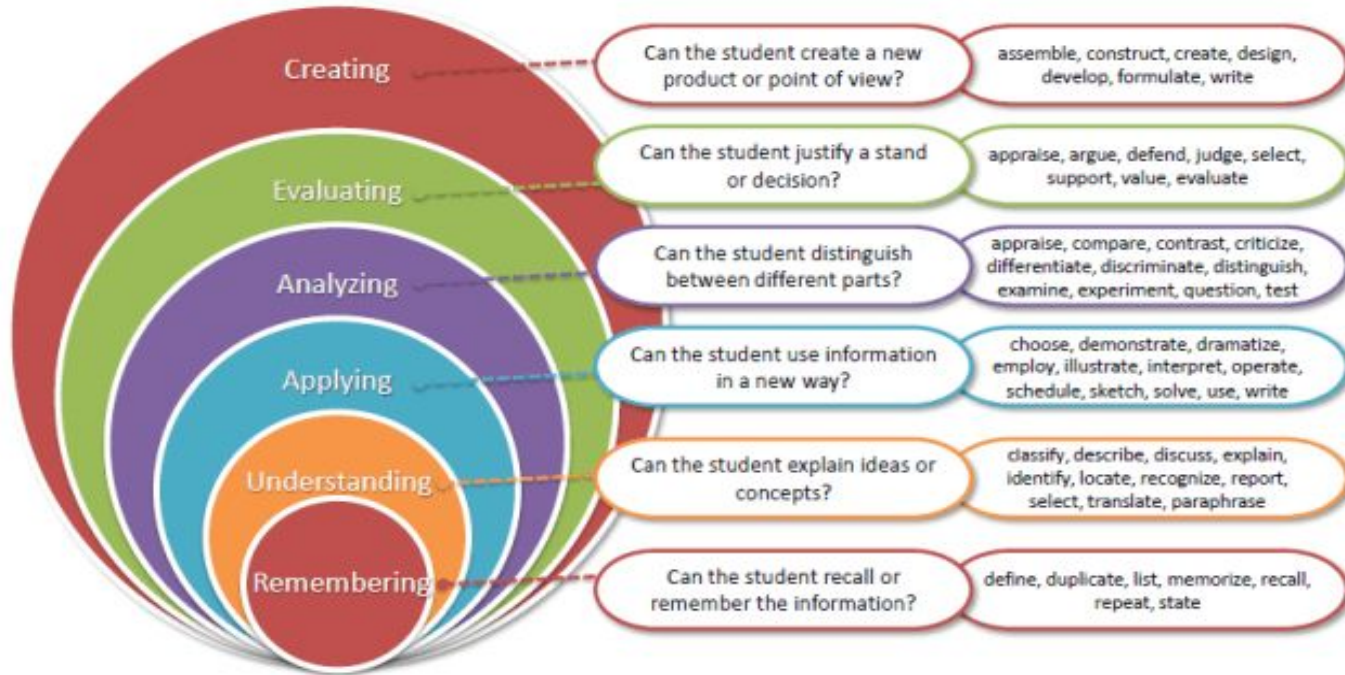 Creating
Can the student create a new
product or point of view?
assemble, construct, create, design,
develop, formulate, write
Evaluating
Can the student justify a stand
or decision?
appraise, argue, defend, judge, select,
support, value, evaluate
Analyzing
Can the student distinguish
between different parts?
appraise, compare, contrast, criticize,
differentiate, discriminate, distinguish,
examine, experiment, question, test
Applying
Can the student use information
in a new way?
choose, demonstrate, dramatize,
employ, illustrate, interpret, operate,
schedule, sketch, solve, use, write
Understanding
Can the student explain ideas or
concepts?
classify, describe, discuss, explain,
identify, locate, recognize, report,
select, translate, paraphrase
Remembering
Can the student recall or
remember the information?
define, duplicate, list, memorize, recall,
repeat, state